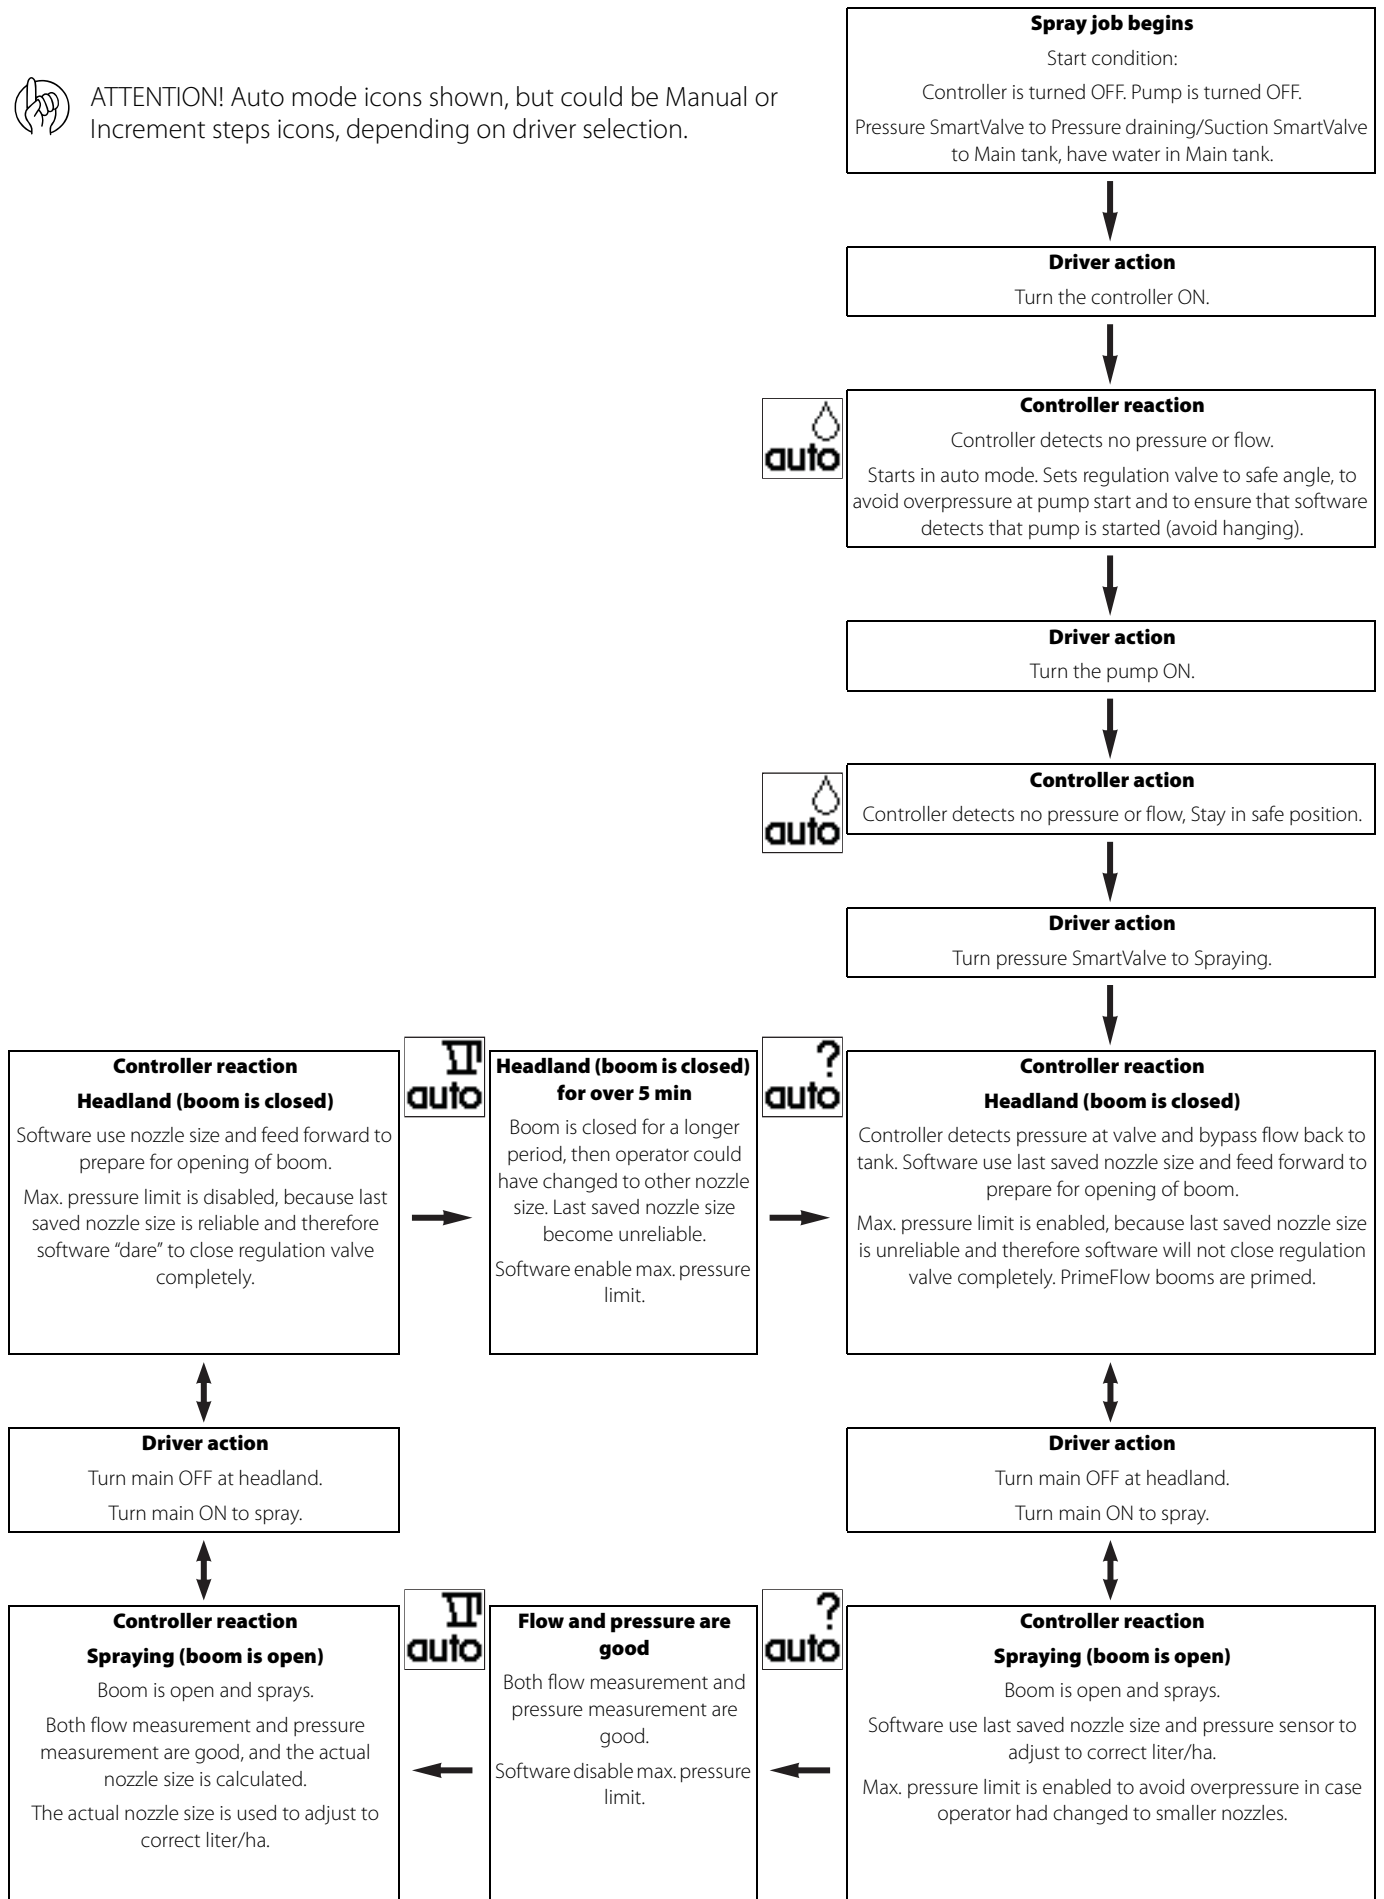 Spray job begins
Start condition:
Controller is turned OFF. Pump is turned OFF.
Pressure SmartValve to Pressure draining/Suction SmartValve
to Main tank, have water in Main tank.
ATTENTION! Auto mode icons shown, but could be Manual or
Increment steps icons, depending on driver selection.
Driver action
Turn the controller ON.
auto
Controller reaction
Controller detects no pressure or flow.
Starts in auto mode. Sets regulation valve to safe angle, to
avoid overpressure at pump start and to ensure that software
detects that pump is started (avoid hanging).
Driver action
Turn the pump ON.
auto
Controller action
Controller detects no pressure or flow, Stay in safe position.
Driver action
Turn pressure SmartValve to Spraying.
Controller reaction
Headland (boom is closed)
Software use nozzle size and feed forward to
prepare for opening of boom.
Max. pressure limit is disabled, because last
saved nozzle size is reliable and therefore
software “dare” to close regulation valve
completely.
auto
Headland (boom is closed)
for over 5 min
Boom is closed for a longer
period, then operator could
have changed to other nozzle
size. Last saved nozzle size
become unreliable.
Software enable max. pressure
limit.
?
auto
Controller reaction
Headland (boom is closed)
Controller detects pressure at valve and bypass flow back to
tank. Software use last saved nozzle size and feed forward to
prepare for opening of boom.
Max. pressure limit is enabled, because last saved nozzle size
is unreliable and therefore software will not close regulation
valve completely. PrimeFlow booms are primed.
Driver action
Turn main OFF at headland.
Turn main ON to spray.
Driver action
Turn main OFF at headland.
Turn main ON to spray.
Controller reaction
Spraying (boom is open)
Boom is open and sprays.
Both flow measurement and pressure
measurement are good, and the actual
nozzle size is calculated.
The actual nozzle size is used to adjust to
correct liter/ha.
auto
Flow and pressure are
good
Both flow measurement and
pressure measurement are
good.
Software disable max. pressure
limit.
?
auto
Controller reaction
Spraying (boom is open)
Boom is open and sprays.
Software use last saved nozzle size and pressure sensor to
adjust to correct liter/ha.
Max. pressure limit is enabled to avoid overpressure in case
operator had changed to smaller nozzles.